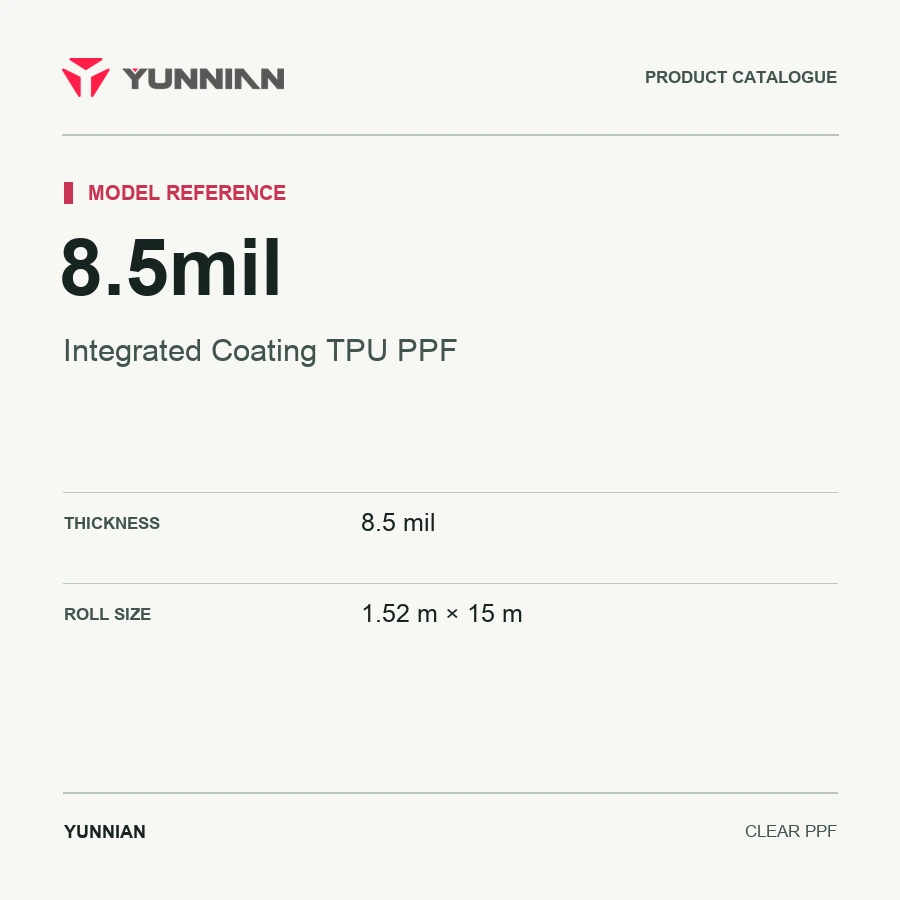 YUNNIAN
PRODUCT CATALOGUE
MODEL REFERENCE
8.5mil
Integrated Coating TPU PPF
THICKNESS 8.5 mil
ROLL SIZE 1.52 m × 15 m
YUNNIAN
CLEAR PPF